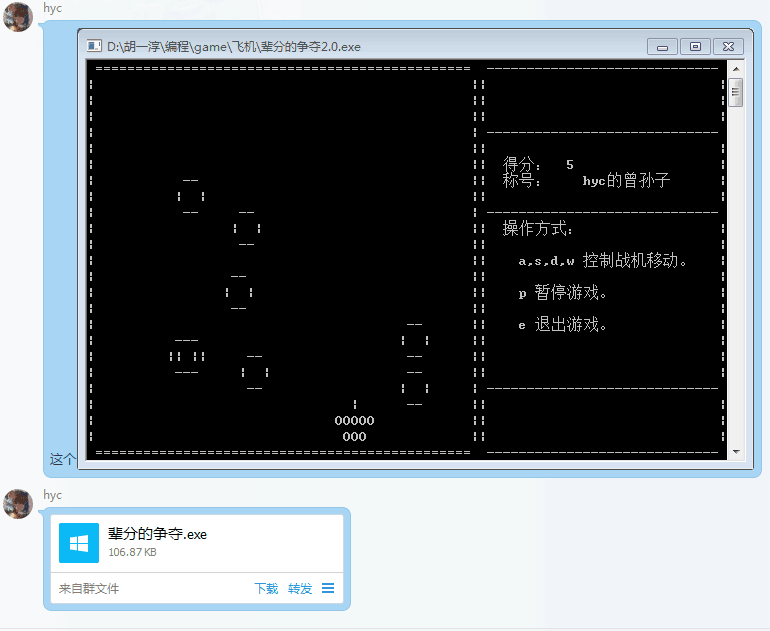 hyc
D:\胡一淳\编程\game\飞机\辈分的争夺2.0.exe
得分: 5
称号: hyc的曾孙子
操作方式:
a,s,d,w 控制战机移动。
p 暂停游戏。
e 退出游戏。
00000
000
这个
hyc
辈分的争夺.exe
106.87 KB
来自群文件
下载 转发